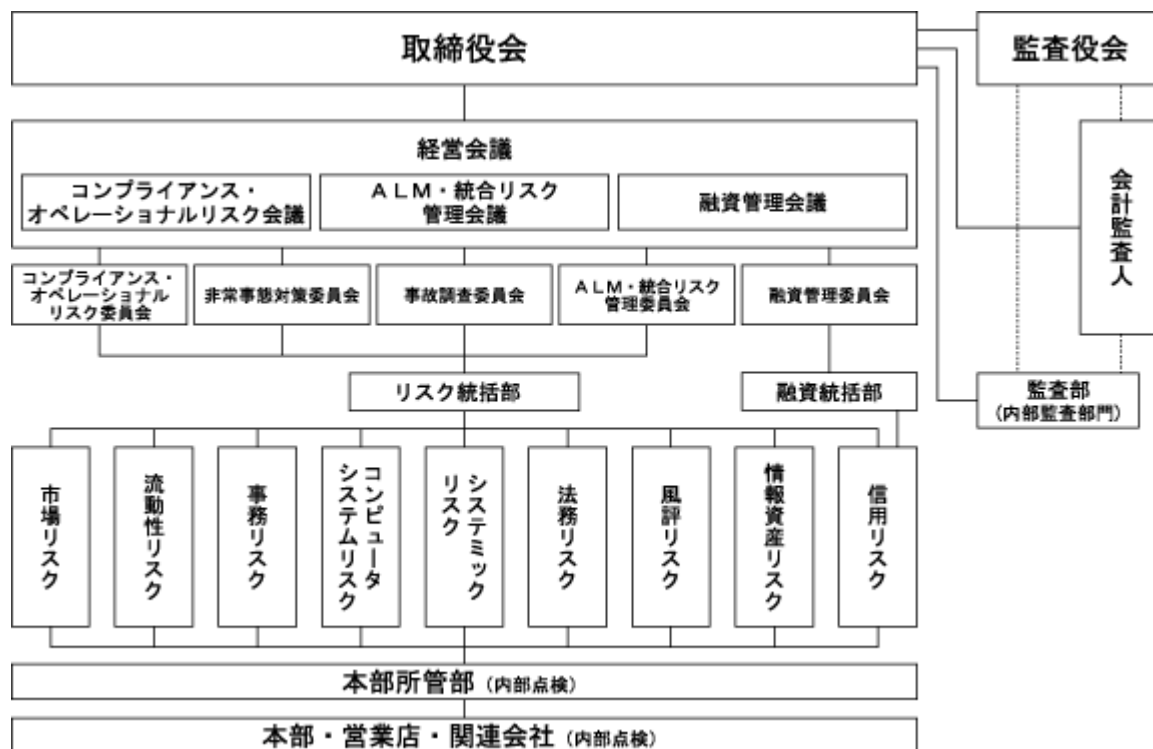 取締役会
監査役会
経営会議
コンプライアンス・
オペレーショナルリスク会議
ＡＬＭ・統合リスク
管理会議
融資管理会議
会計監査人
コンプライアンス・
オペレーショナル
リスク委員会
非常事態対策委員会
事故調査委員会
ＡＬＭ・統合リスク
管理委員会
融資管理委員会
リスク統括部
融資統括部
監査部
（内部監査部門）
市場リスク
流動性リスク
事務リスク
コンピュータ
システムリスク
システミック
リスク
法務リスク
風評リスク
情報資産リスク
信用リスク
本部所管部（内部点検）
本部・営業店・関連会社（内部点検）